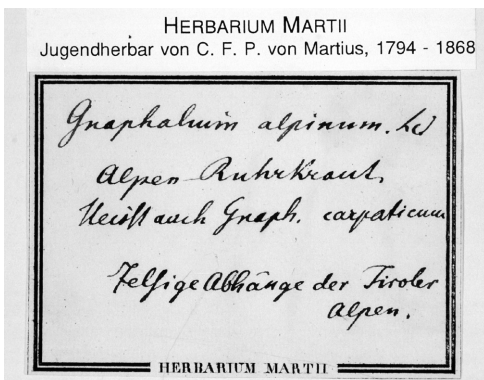 HERBARIUM MARTII
Jugendherbar von C. F. P. von Martius, 1794 - 1868
Gnaphalium alpinum.
Alpen Ruhrkraut.
Heißt auch Graph. carpaticum
Felsige Abhänge der Tiroler
Alpen.
HERBARIUM MARTII